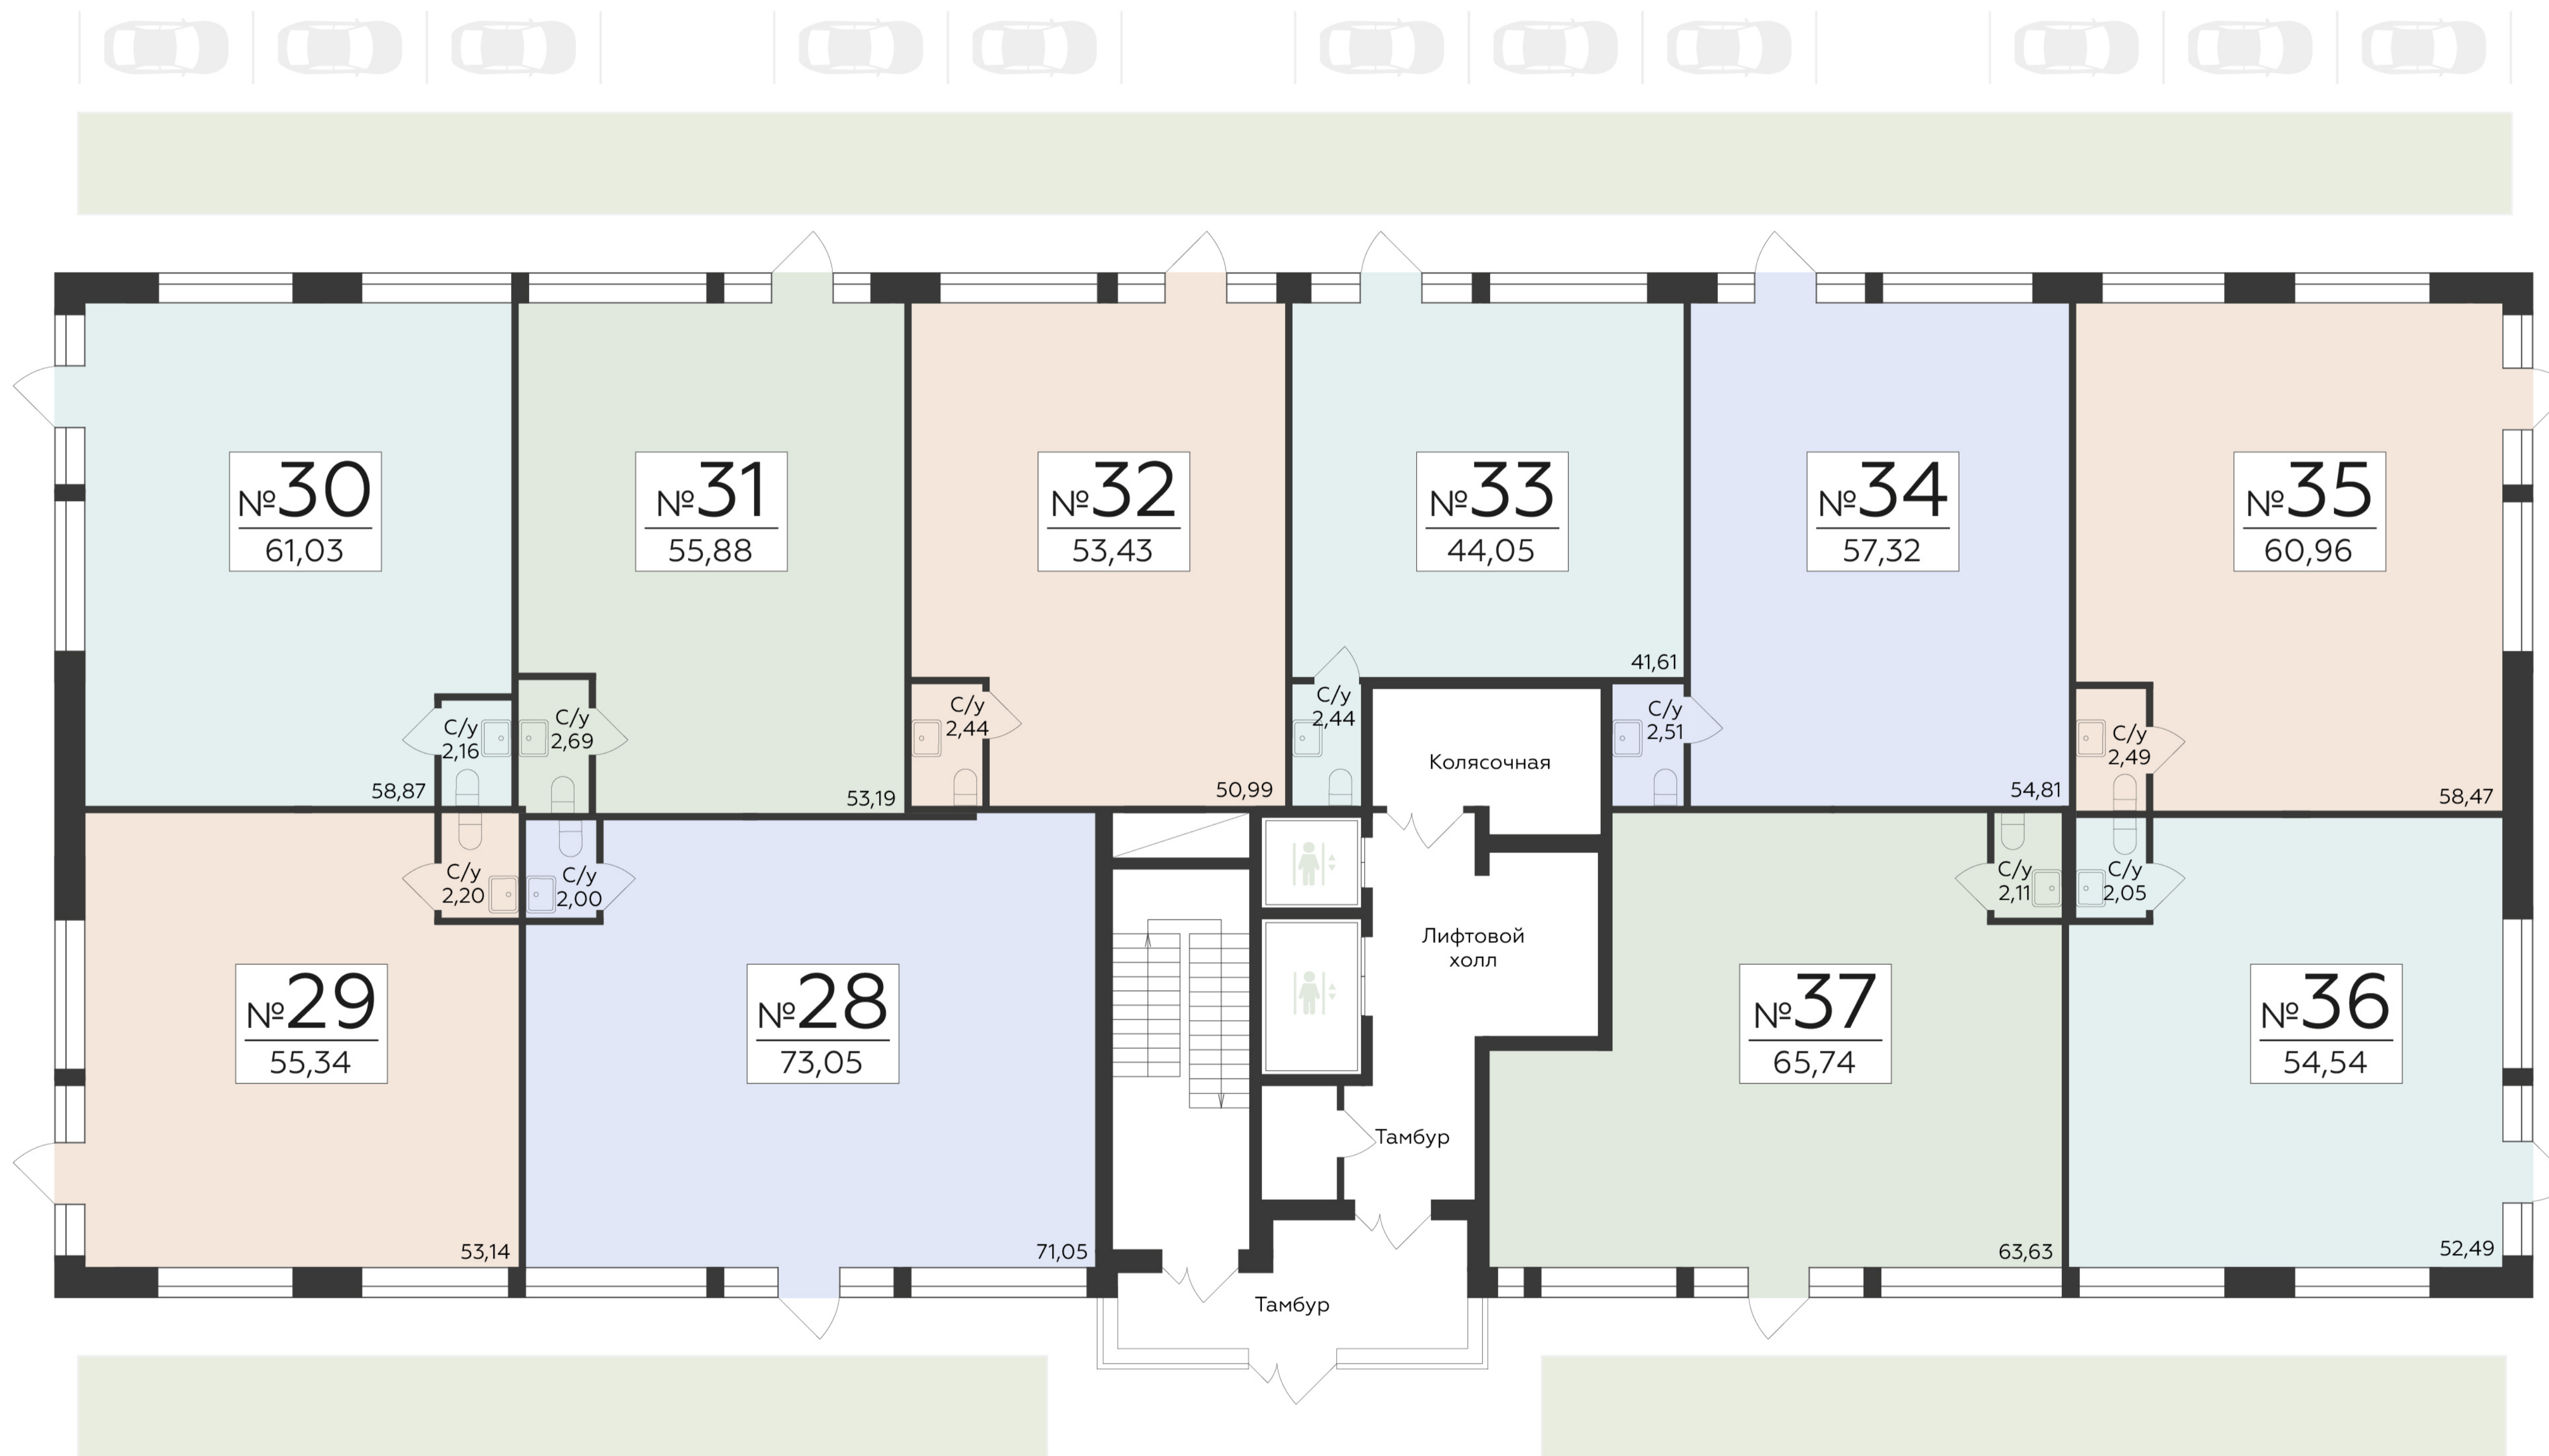 №30
61,03
№31
55,88
№32
53,43
№33
44,05
№34
57,32
№35
60,96
С/у
2,16
58,87
С/у
2,69
53,19
С/у
2,44
50,99
С/у
2,44
41,61
Колясочная
С/у
2,51
54,81
С/у
2,49
58,47
С/у
2,20
С/у
2,00
Лифтовой
холл
С/у
2,11
С/у
2,05
№29
55,34
№28
73,05
№37
65,74
№36
54,54
Тамбур
53,14
71,05
63,63
52,49
Тамбур